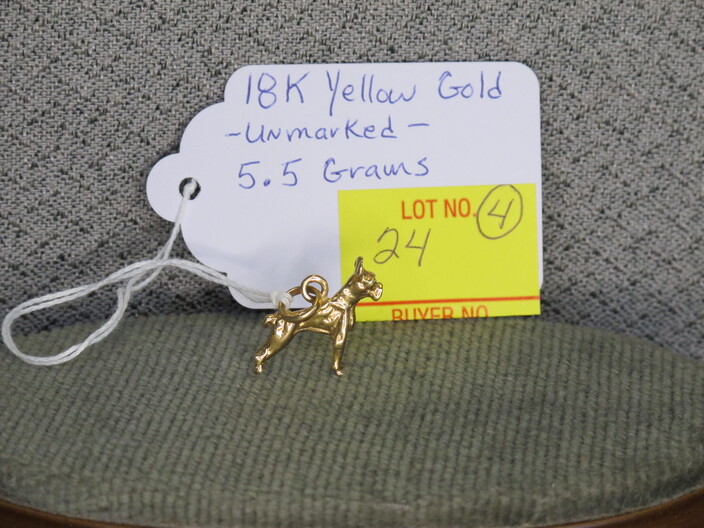 18K Yellow Gold
- Unmarked -
5.5 Grams
LOT NO. 4
24
BUYER NO.